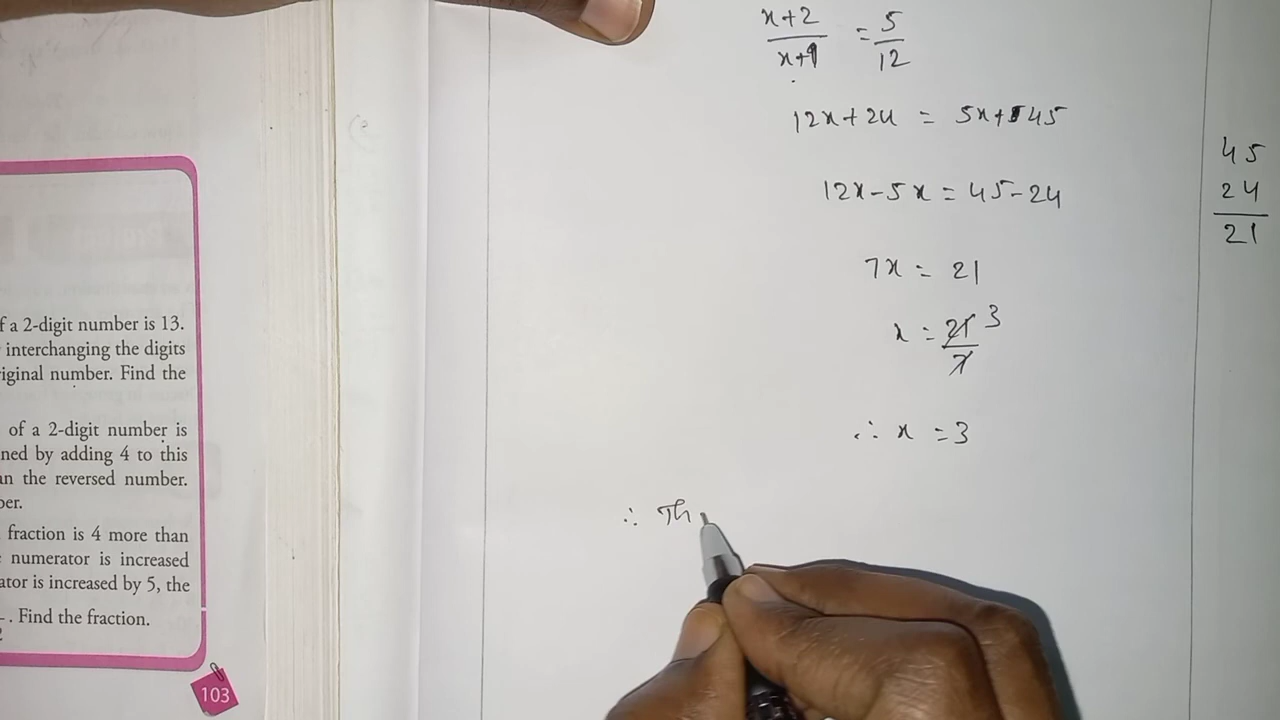 f a 2-digit number is 13.
interchanging the digits
iginal number. Find the
of a 2-digit number is
ned by adding 4 to this
an the reversed number.
ber.
fraction is 4 more than
numerator is increased
ator is increased by 5, the
. Find the fraction.
2
103
x+2
x+9
= 5
12
12x+24 = 5x+45
12x-5x = 45-24
7x = 21
x = 21 3
7
∴ x = 3
∴ Th
45
24
21